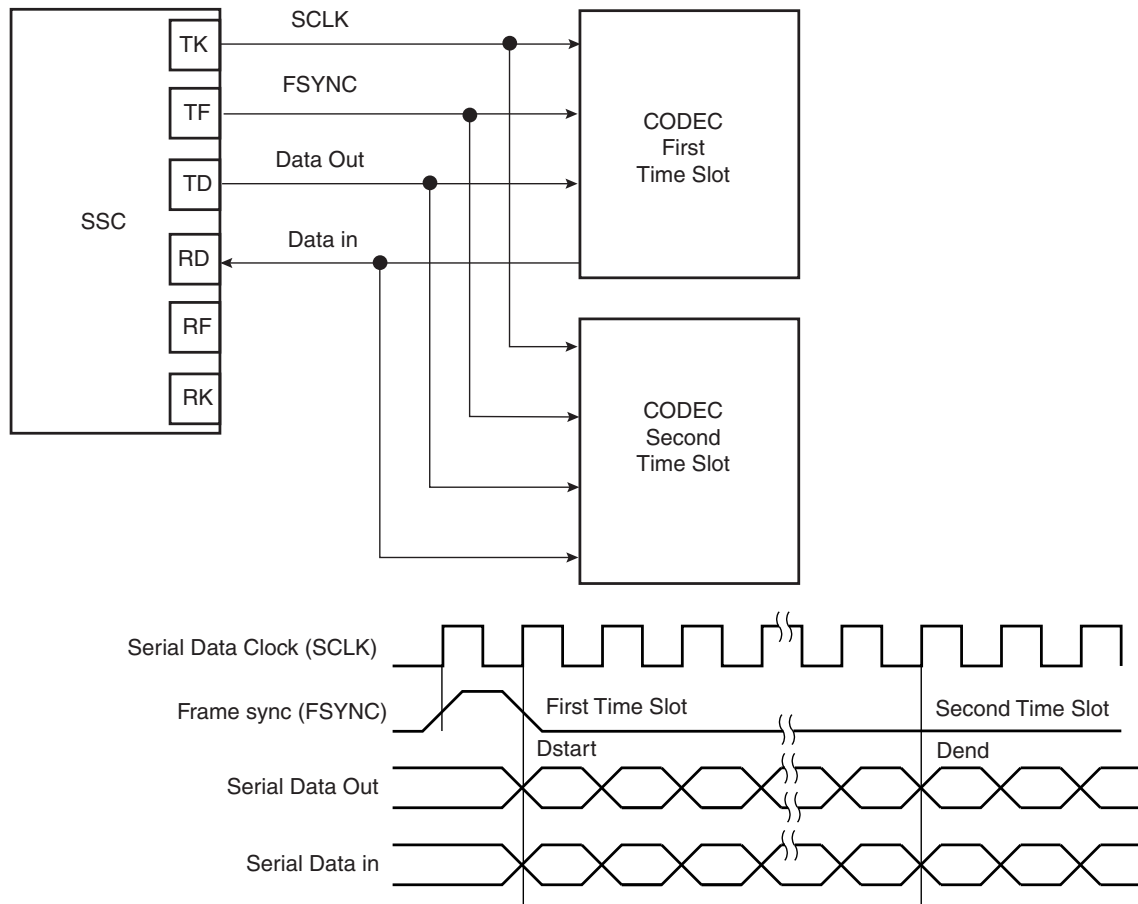 SCLK
TK
FSYNC
TF
CODEC
First
Time Slot
Data Out
TD
SSC
Data in
RD
RF
RK
CODEC
Second
Time Slot
Serial Data Clock (SCLK)
Frame sync (FSYNC)
First Time Slot
Second Time Slot
Dstart
Dend
Serial Data Out
Serial Data in